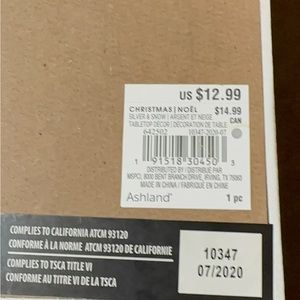 US $12.99
CHRISTMAS | NOËL
$14.99
CAN
SILVER & SNOW | ARGENT ET NEIGE
TABLETOP DÉCOR | DÉCORATION DE TABLE
642502 10347-2020-07
1 91518 30450 3
DISTRIBUTED BY / DISTRIBUÉ PAR
MSPCI, 8000 BENT BRANCH DRIVE, IRVING, TX 75063
MADE IN CHINA / FABRIQUÉ EN CHINE
Ashland® 1 pc
COMPLIES TO CALIFORNIA ATCM 93120
CONFORME À LA NORME ATCM 93120 DE CALIFORNIE
COMPLIES TO TSCA TITLE VI
CONFORME AU TITRE VI DE LA TSCA
10347
07/2020